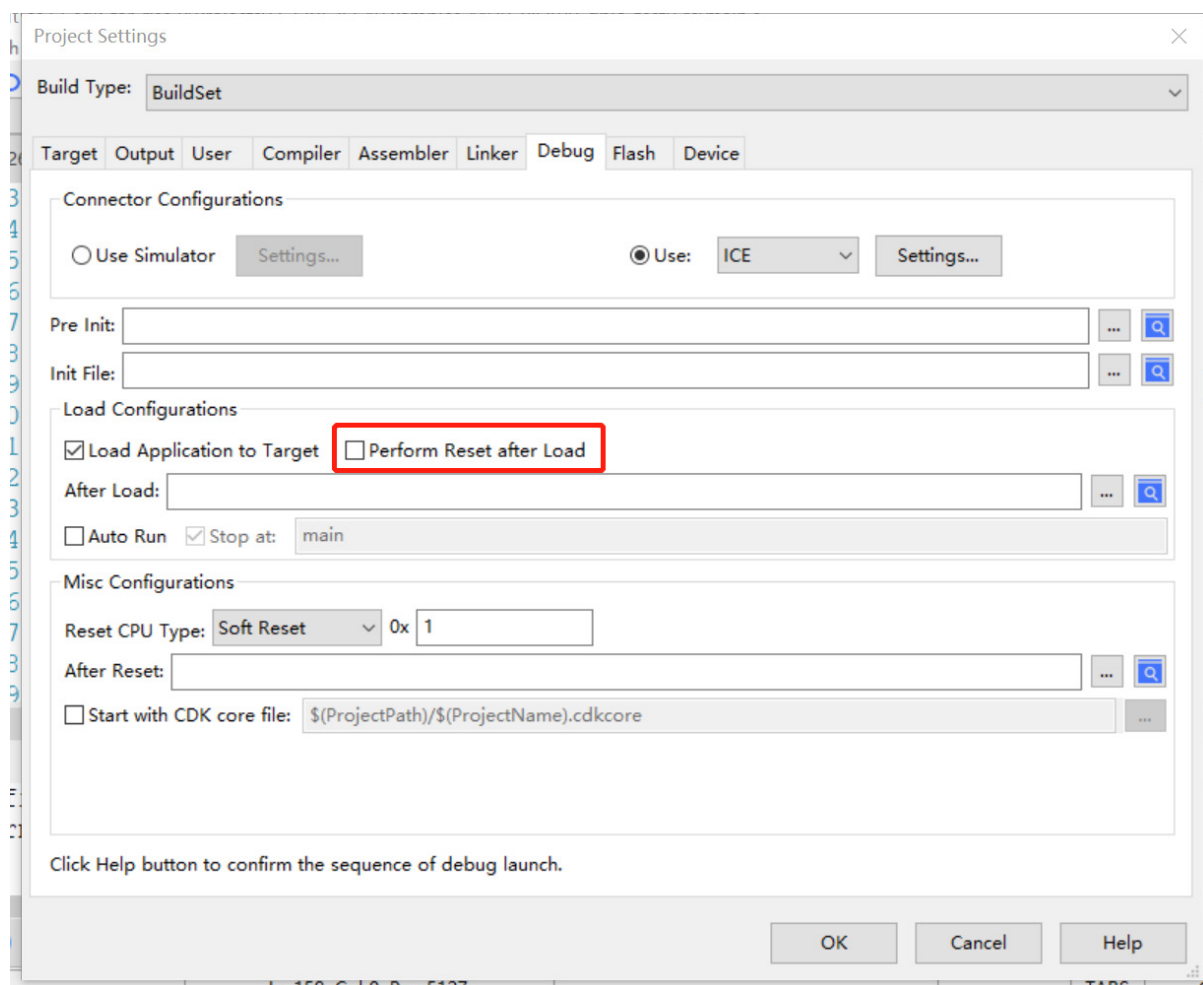 Project Settings
Build Type: BuildSet
Target Output User Compiler Assembler Linker Debug Flash Device
Connector Configurations
Use Simulator Settings... Use: ICE Settings...
Pre Init: ...
Init File: ...
Load Configurations
Load Application to Target Perform Reset after Load
After Load: ...
Auto Run Stop at: main
Misc Configurations
Reset CPU Type: Soft Reset 0x 1
After Reset: ...
Start with CDK core file: $(ProjectPath)/$(ProjectName).cdkcore ...
Click Help button to confirm the sequence of debug launch.
OK Cancel Help